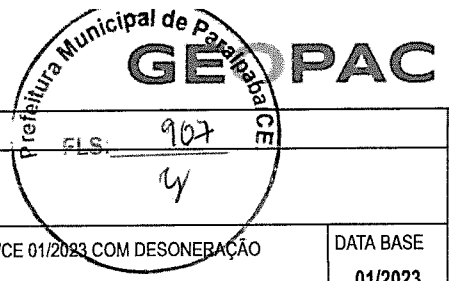 Prefeitura Municipal de Paraipaba CE
GEOPAC
FLS: 907
/CE 01/2023 COM DESONERAÇÃO
DATA BASE
01/2023